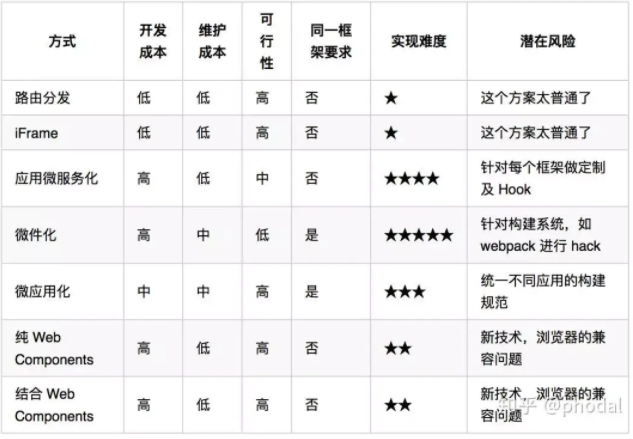 方式 开发成本 维护成本 可行性 同一框架要求 实现难度 潜在风险
路由分发 低 低 高 否 ★ 这个方案太普通了
iFrame 低 低 高 否 ★ 这个方案太普通了
应用微服务化 高 低 中 否 ★★★★ 针对每个框架做定制及 Hook
微件化 高 中 低 是 ★★★★★ 针对构建系统，如 webpack 进行 hack
微应用化 中 中 高 是 ★★★ 统一不同应用的构建规范
纯 Web Components 高 低 高 否 ★★ 新技术，浏览器的兼容问题
结合 Web Components 高 低 高 否 ★★ 新技术，浏览器的兼容问题
知乎 @phodal